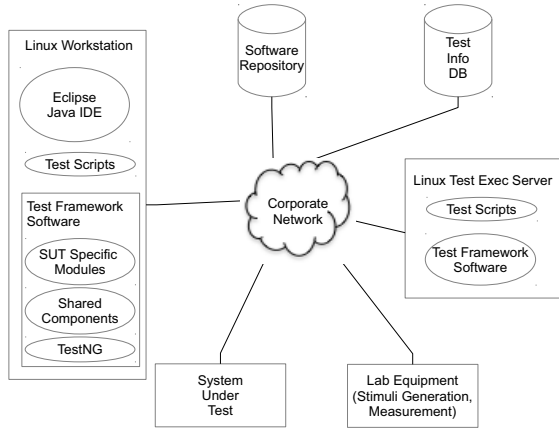 Linux Workstation
Eclipse
Java IDE
Test Scripts
Test Framework
Software
SUT Specific
Modules
Shared
Components
TestNG
Software
Repository
Test
Info
DB
Corporate
Network
Linux Test Exec Server
Test Scripts
Test Framework
Software
System
Under
Test
Lab Equipment
(Stimuli Generation,
Measurement)